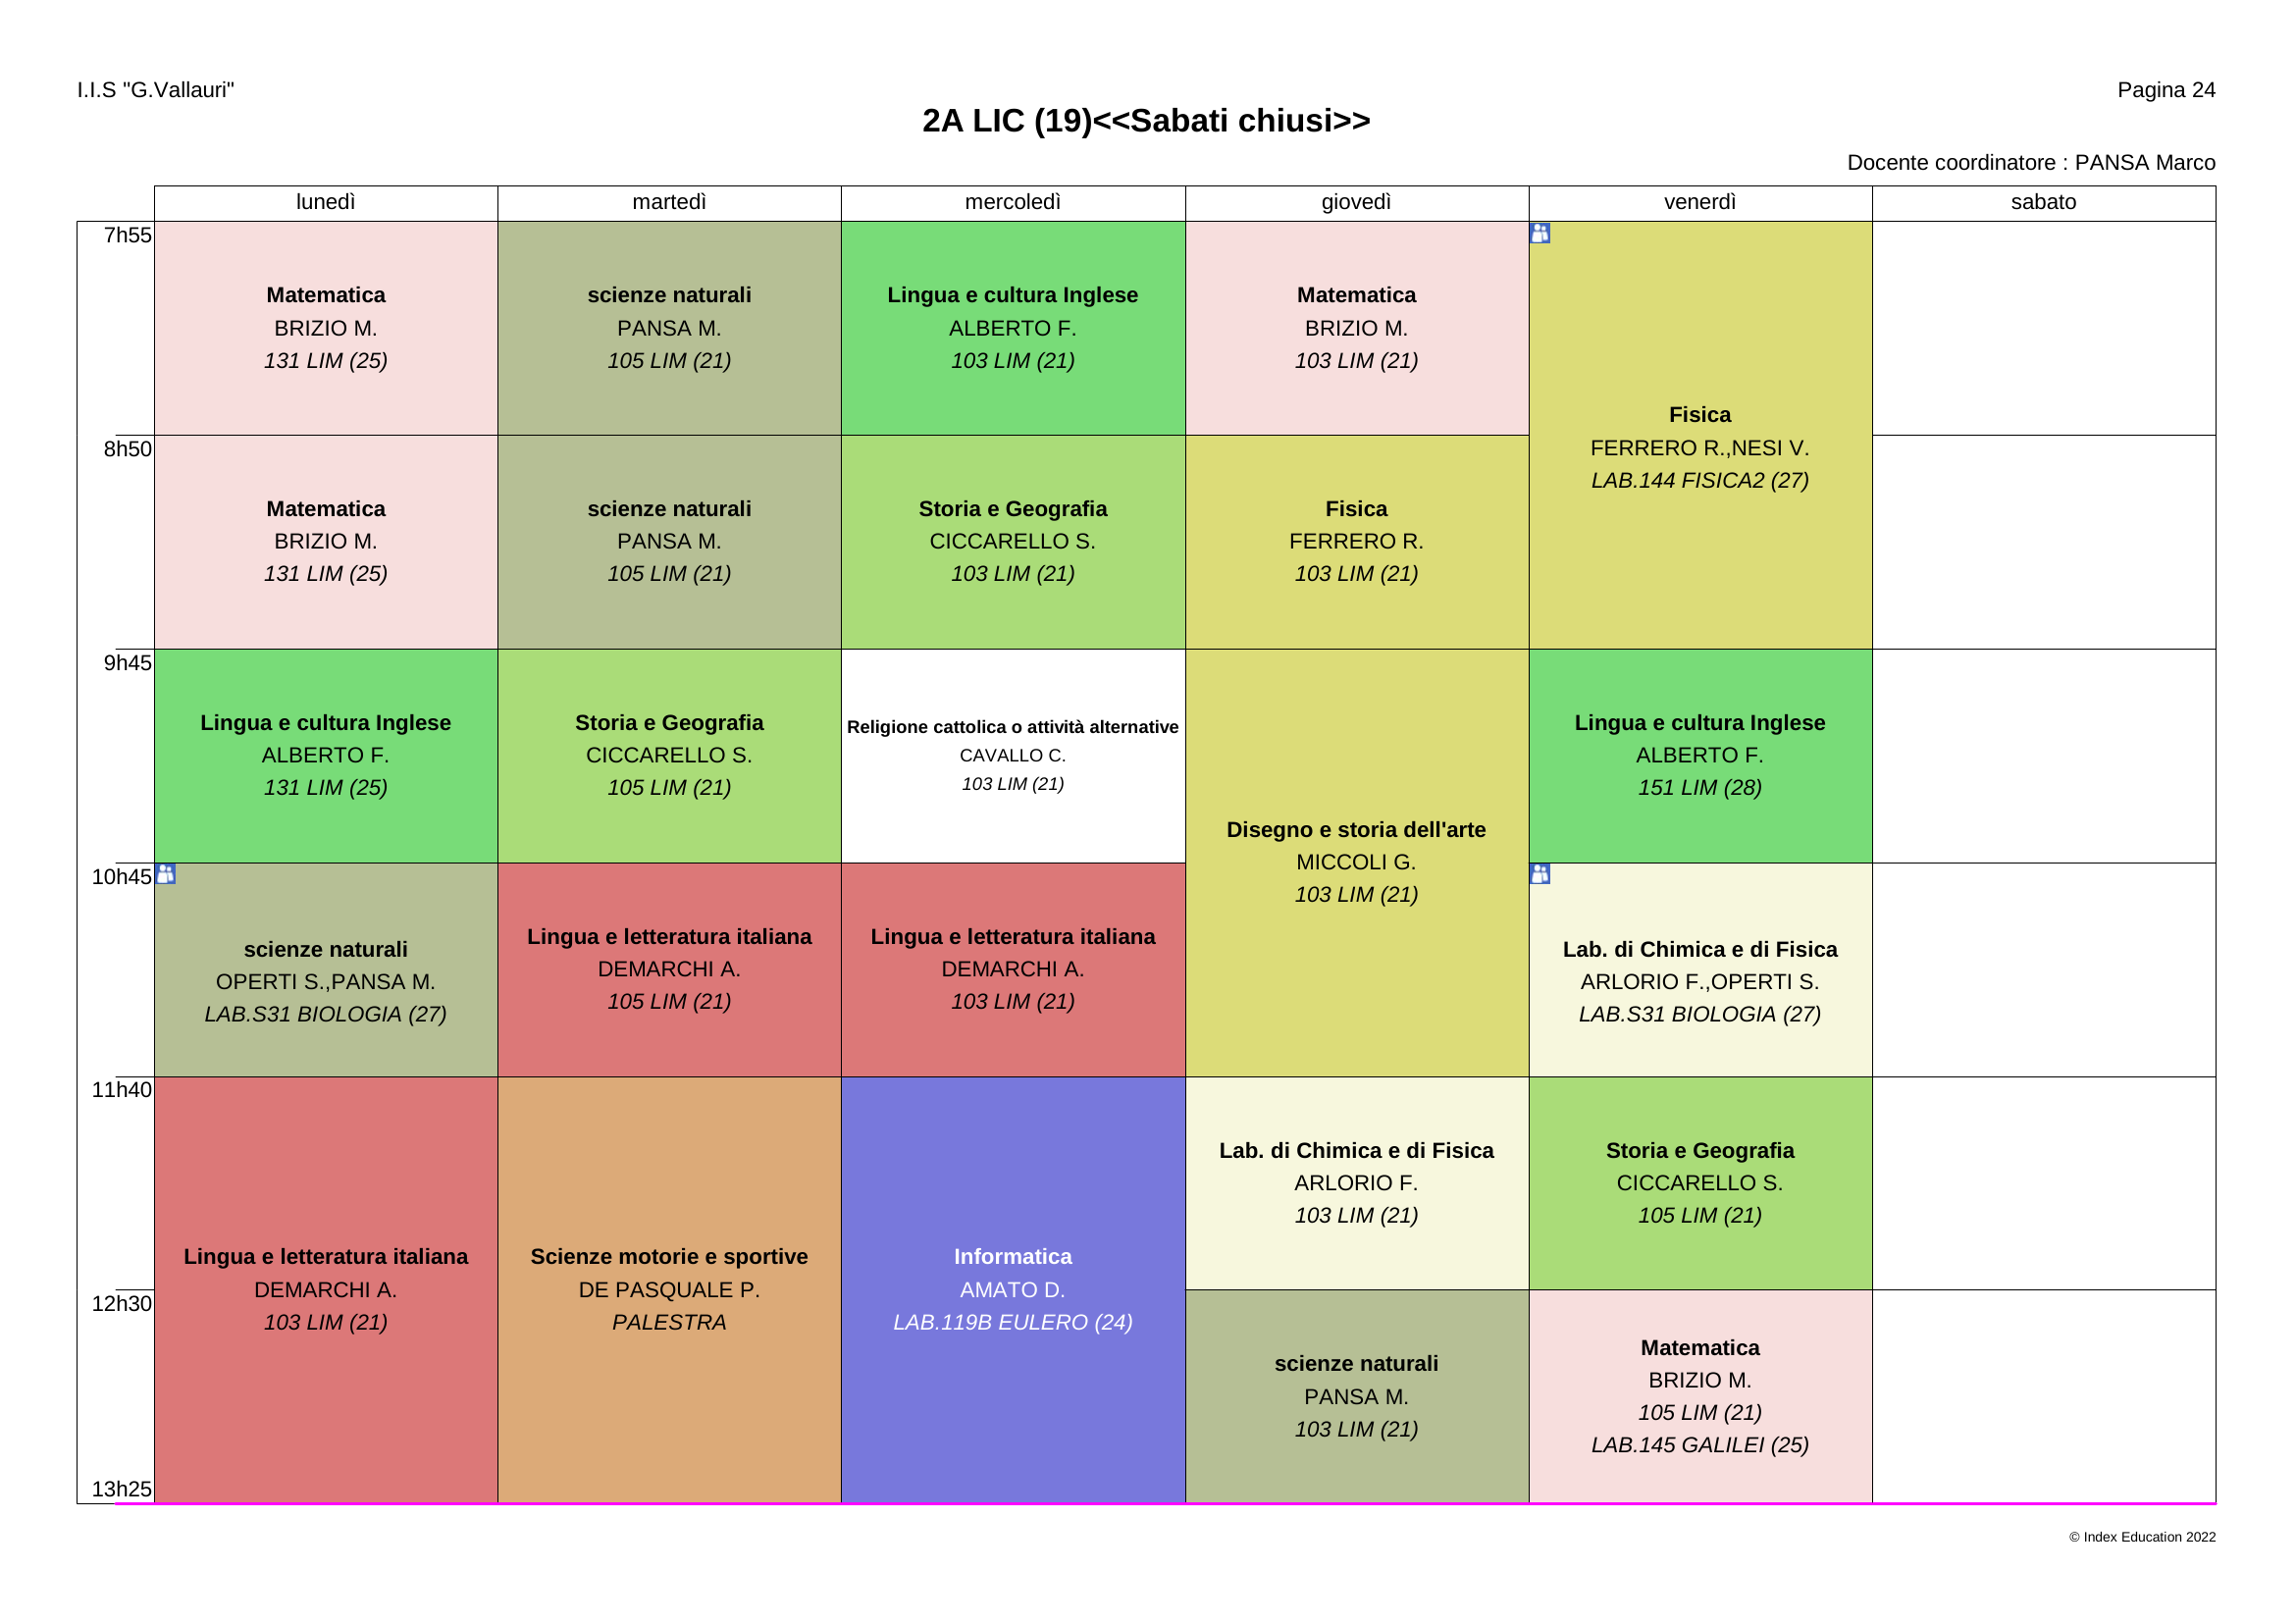 I.I.S "G.Vallauri"
Pagina 24
2A LIC (19)<<Sabati chiusi>>
Docente coordinatore : PANSA Marco
lunedì
martedì
mercoledì
giovedì
venerdì
sabato
7h55
Matematica
BRIZIO M.
131 LIM (25)
scienze naturali
PANSA M.
105 LIM (21)
Lingua e cultura Inglese
ALBERTO F.
103 LIM (21)
Matematica
BRIZIO M.
103 LIM (21)
Fisica
FERRERO R.,NESI V.
LAB.144 FISICA2 (27)
8h50
Matematica
BRIZIO M.
131 LIM (25)
scienze naturali
PANSA M.
105 LIM (21)
Storia e Geografia
CICCARELLO S.
103 LIM (21)
Fisica
FERRERO R.
103 LIM (21)
9h45
Lingua e cultura Inglese
ALBERTO F.
131 LIM (25)
Storia e Geografia
CICCARELLO S.
105 LIM (21)
Religione cattolica o attività alternative
CAVALLO C.
103 LIM (21)
Disegno e storia dell'arte
MICCOLI G.
103 LIM (21)
Lingua e cultura Inglese
ALBERTO F.
151 LIM (28)
10h45
scienze naturali
OPERTI S.,PANSA M.
LAB.S31 BIOLOGIA (27)
Lingua e letteratura italiana
DEMARCHI A.
105 LIM (21)
Lingua e letteratura italiana
DEMARCHI A.
103 LIM (21)
Lab. di Chimica e di Fisica
ARLORIO F.,OPERTI S.
LAB.S31 BIOLOGIA (27)
11h40
Lingua e letteratura italiana
DEMARCHI A.
103 LIM (21)
Scienze motorie e sportive
DE PASQUALE P.
PALESTRA
Informatica
AMATO D.
LAB.119B EULERO (24)
Lab. di Chimica e di Fisica
ARLORIO F.
103 LIM (21)
Storia e Geografia
CICCARELLO S.
105 LIM (21)
12h30
scienze naturali
PANSA M.
103 LIM (21)
Matematica
BRIZIO M.
105 LIM (21)
LAB.145 GALILEI (25)
13h25
© Index Education 2022